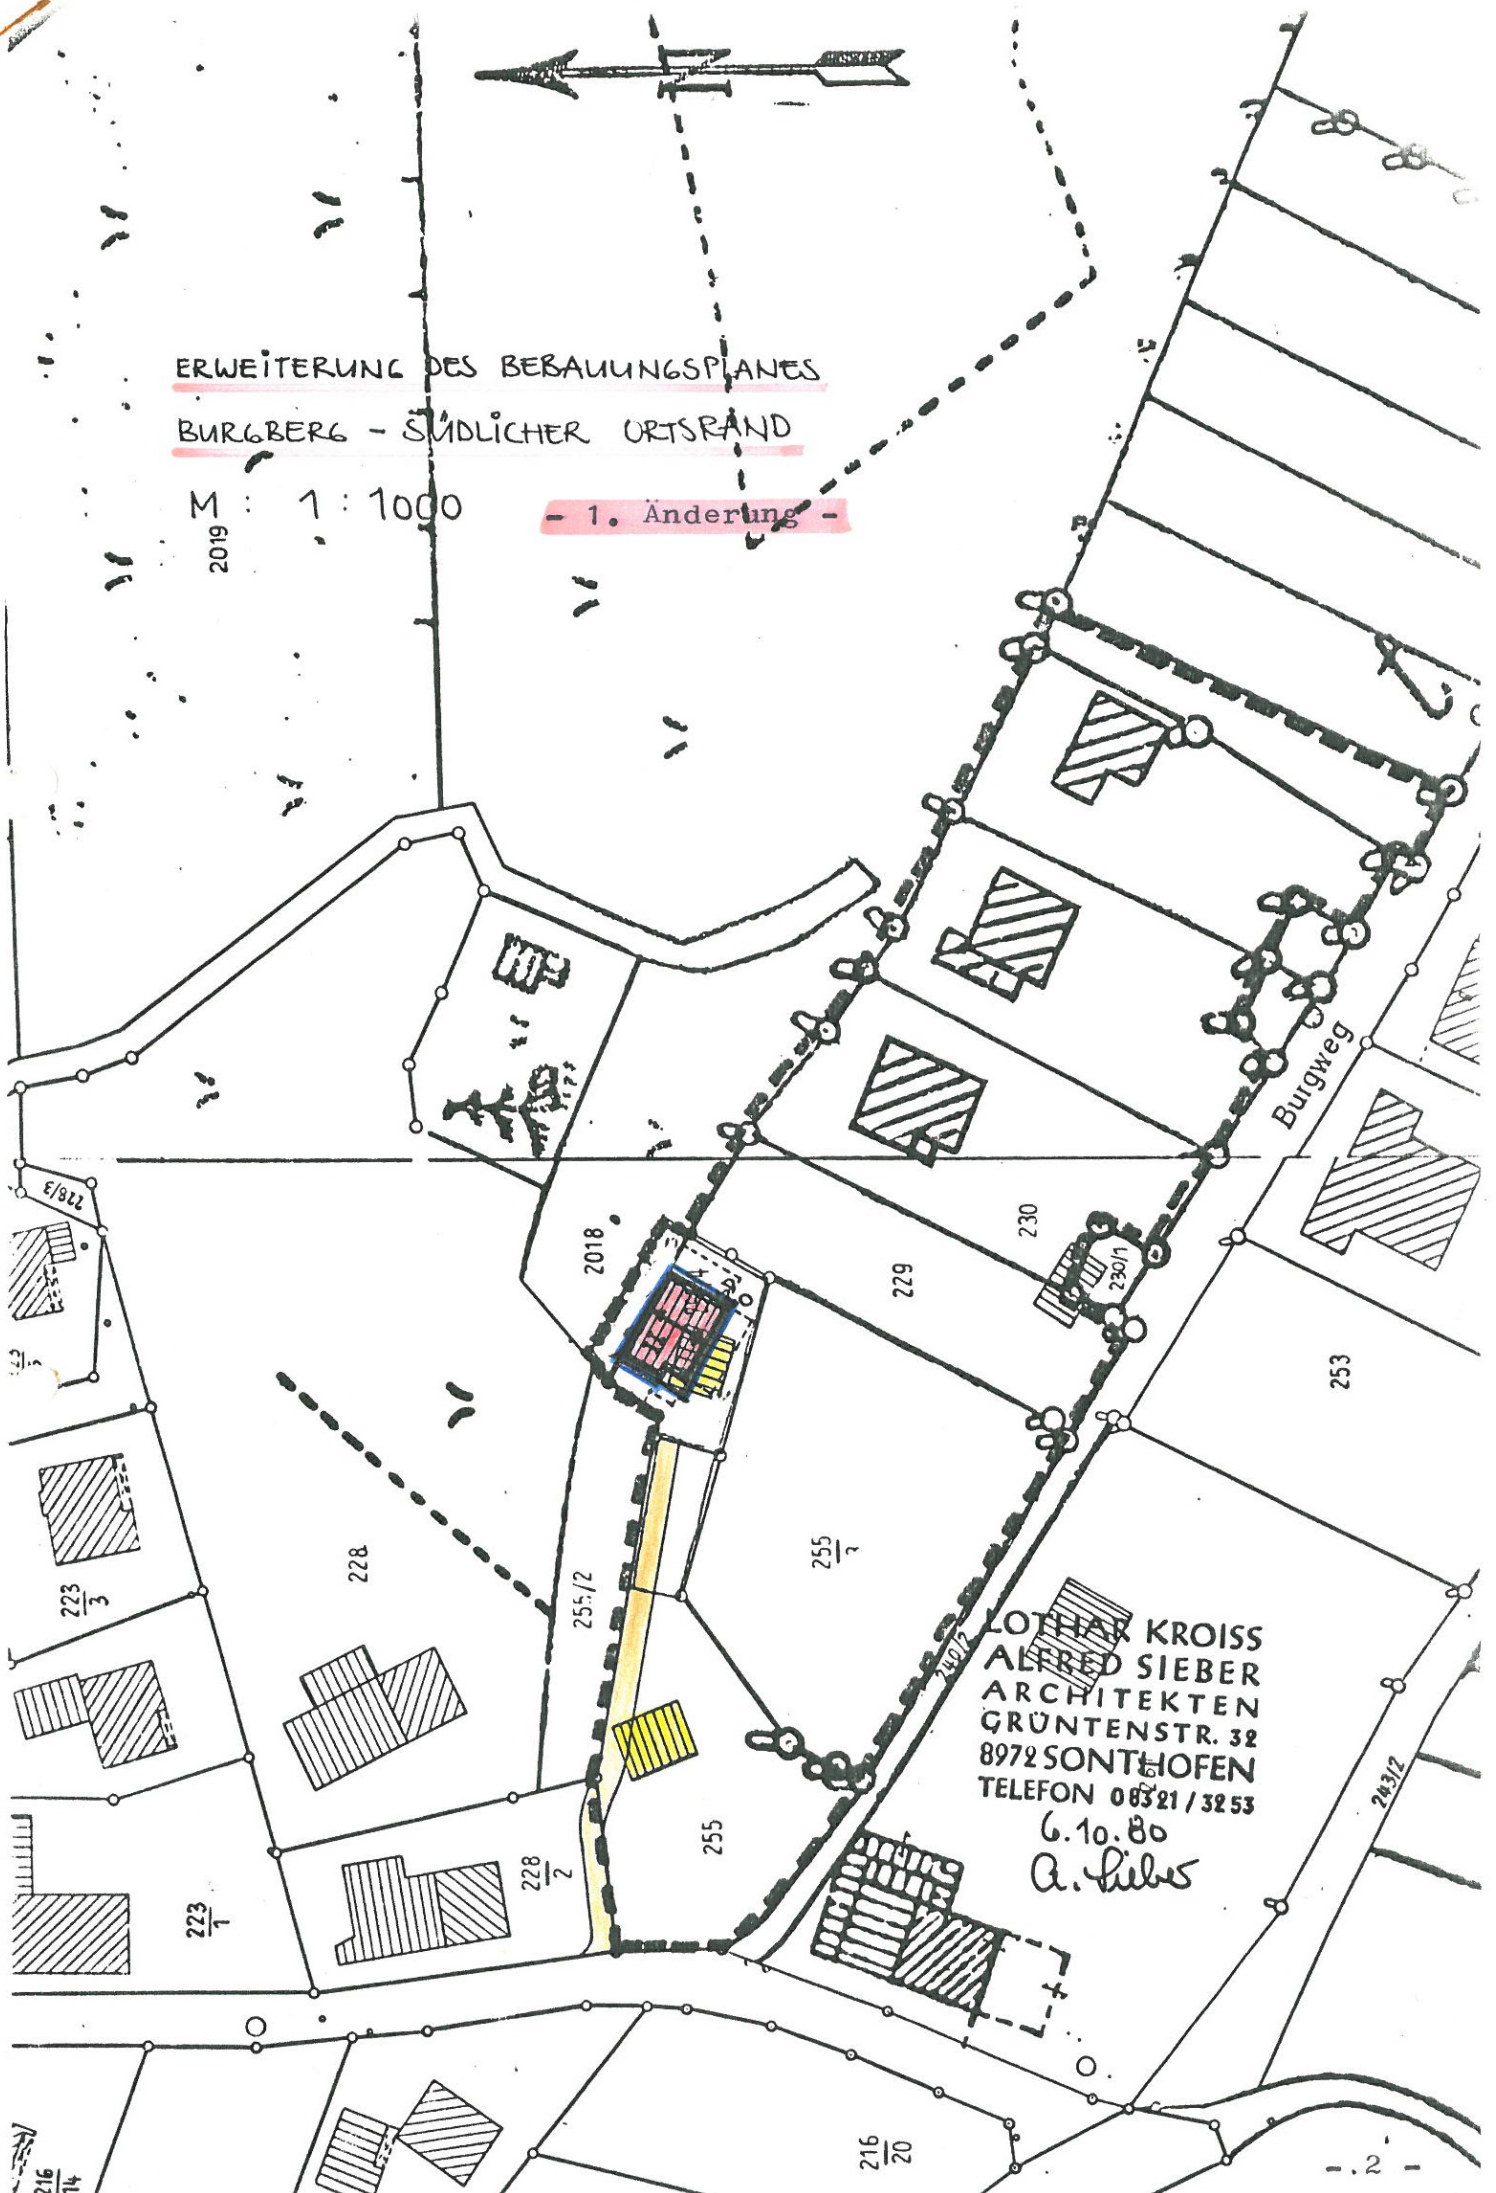 N
ERWEITERUNG DES BEBAUUNGSPLANES
BURGBERG - SÜDLICHER ORTSRAND
M : 1 : 1000
- 1. Änderung -
2019
Burgweg
228/3
2018
230
229
230/1
253
228
223
3
255/2
255
240/2
LOTHAR KROISS
ALFRED SIEBER
ARCHITEKTEN
GRÜNTENSTR. 32
8972 SONTHOFEN
TELEFON 08321 / 3253
6.10.80
A. Sieber
243/2
255
228
2
223
1
216
20
216
14
- 2 -